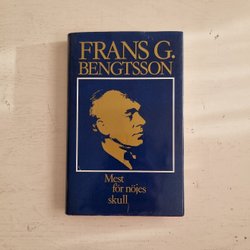 FRANS G.
BENGTSSON
Mest
för nöjes
skull